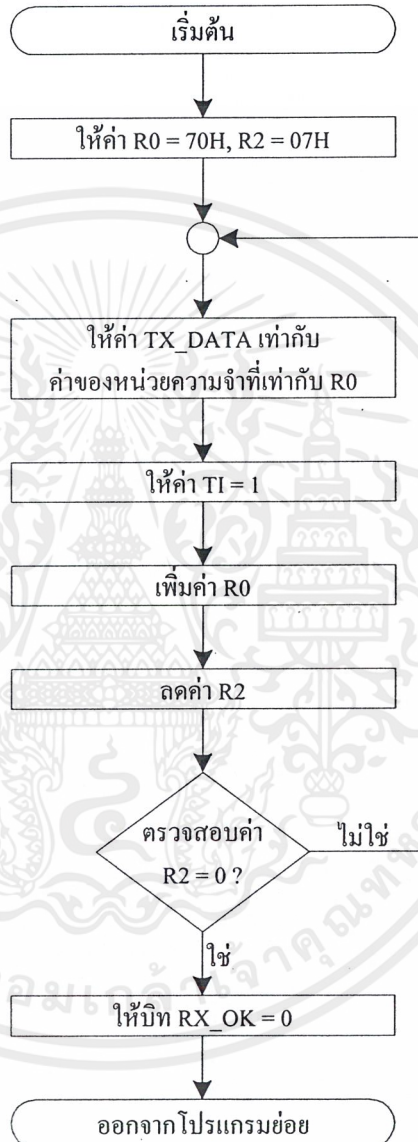 เริ่มต้น
ให้ค่า R0 = 70H, R2 = 07H
ให้ค่า TX_DATA เท่ากับ
ค่าของหน่วยความจำที่เท่ากับ R0
ให้ค่า TI = 1
เพิ่มค่า R0
ลดค่า R2
ตรวจสอบค่า
R2 = 0 ?
ไม่ใช่
ใช่
ให้บิท RX_OK = 0
ออกจากโปรแกรมย่อย